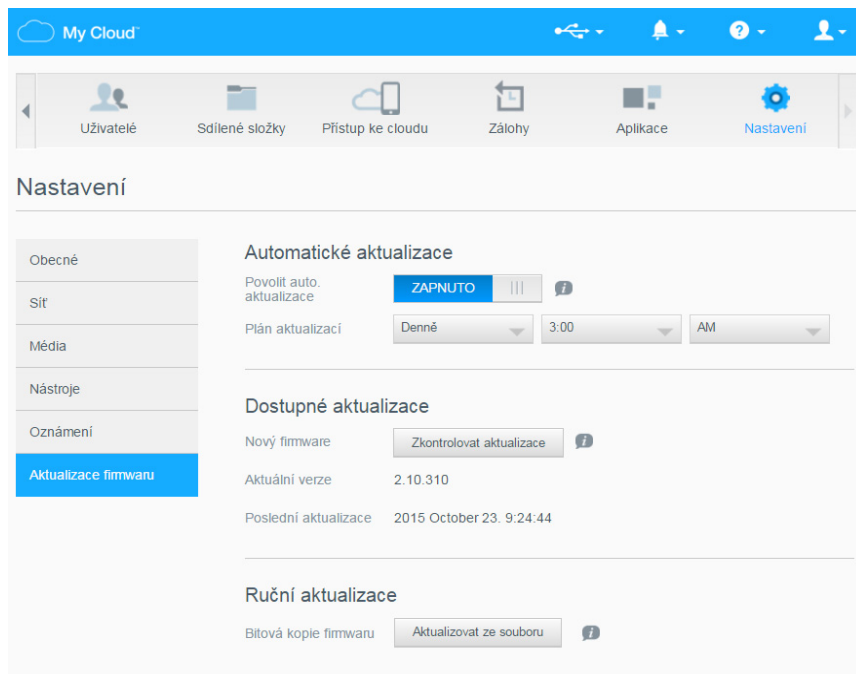 My Cloud™
Uživatelé
Sdílené složky
Přístup ke cloudu
Zálohy
Aplikace
Nastavení
Nastavení
Obecné
Síť
Média
Nástroje
Oznámení
Aktualizace firmwaru
Automatické aktualizace
Povolit auto.
aktualizace
ZAPNUTO
Plán aktualizací
Denně
3:00
AM
Dostupné aktualizace
Nový firmware
Zkontrolovat aktualizace
Aktuální verze
2.10.310
Poslední aktualizace
2015 October 23. 9:24:44
Ruční aktualizace
Bitová kopie firmwaru
Aktualizovat ze souboru